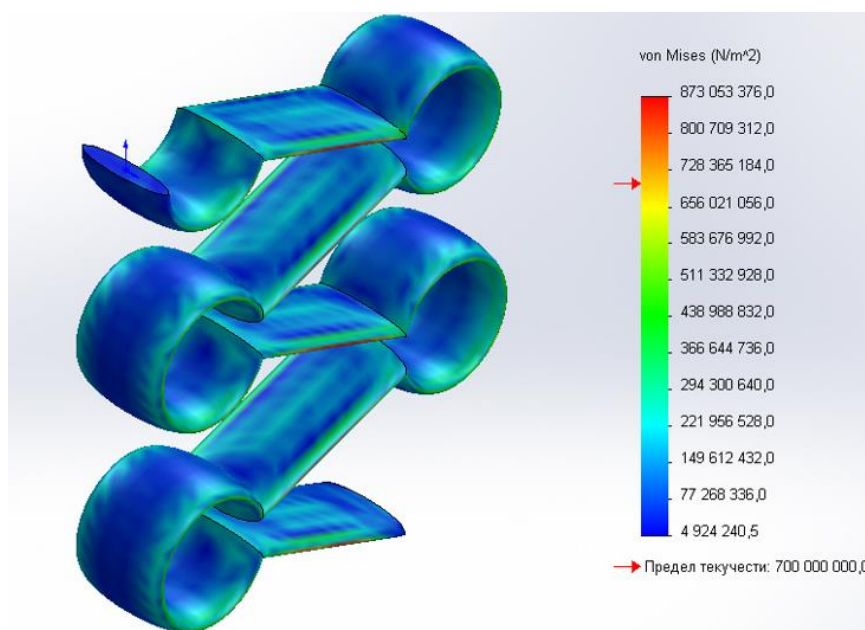 von Mises (N/m^2)
873 053 376,0
800 709 312,0
728 365 184,0
656 021 056,0
583 676 992,0
511 332 928,0
438 988 832,0
366 644 736,0
294 300 640,0
221 956 528,0
149 612 432,0
77 268 336,0
4 924 240,5
Предел текучести: 700 000 000,0